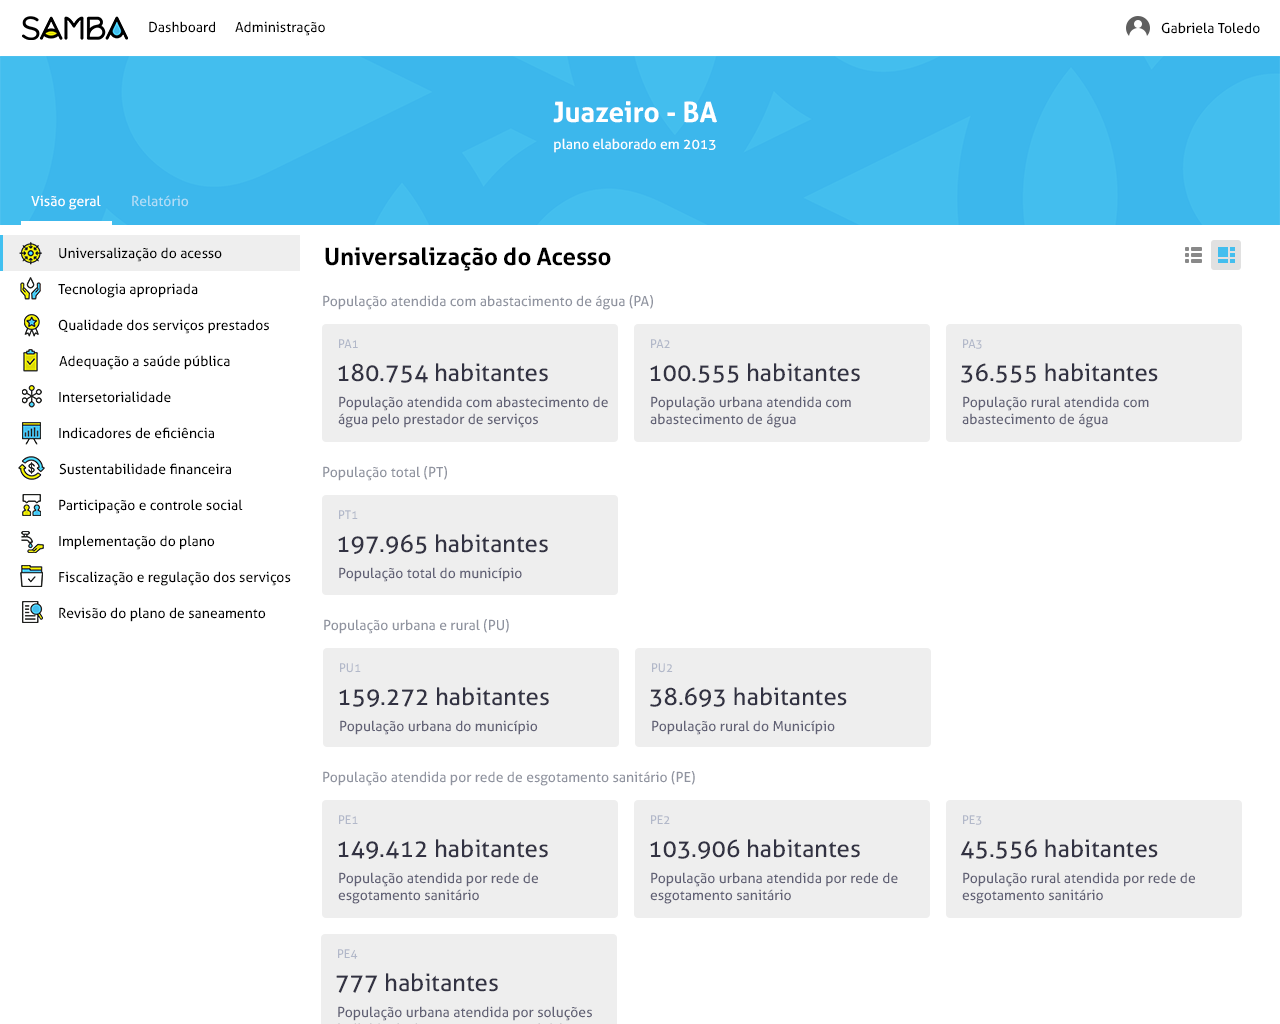 SAMBA Dashboard Administração Gabriela Toledo
Juazeiro - BA
plano elaborado em 2013
Visão geral Relatório
Universalização do acesso
Tecnologia apropriada
Qualidade dos serviços prestados
Adequação a saúde pública
Intersetorialidade
Indicadores de eficiência
Sustentabilidade financeira
Participação e controle social
Implementação do plano
Fiscalização e regulação dos serviços
Revisão do plano de saneamento
Universalização do Acesso
População atendida com abastacimento de água (PA)
PA1
180.754 habitantes
População atendida com abastecimento de
água pelo prestador de serviços
PA2
100.555 habitantes
População urbana atendida com
abastecimento de água
PA3
36.555 habitantes
População rural atendida com
abastecimento de água
População total (PT)
PT1
197.965 habitantes
População total do município
População urbana e rural (PU)
PU1
159.272 habitantes
População urbana do município
PU2
38.693 habitantes
População rural do Município
População atendida por rede de esgotamento sanitário (PE)
PE1
149.412 habitantes
População atendida por rede de
esgotamento sanitário
PE2
103.906 habitantes
População urbana atendida por rede de
esgotamento sanitário
PE3
45.556 habitantes
População rural atendida por rede de
esgotamento sanitário
PE4
777 habitantes
População urbana atendida por soluções